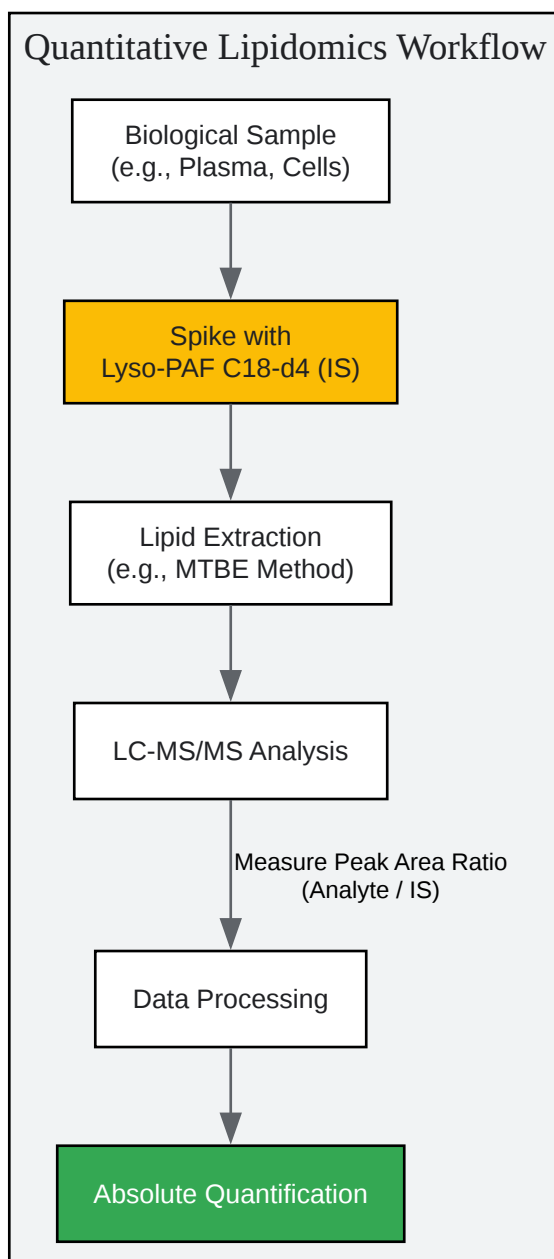 Quantitative Lipidomics Workflow
Biological Sample
(e.g., Plasma, Cells)
Spike with
Lyso-PAF C18-d4 (IS)
Lipid Extraction
(e.g., MTBE Method)
LC-MS/MS Analysis
Measure Peak Area Ratio
(Analyte / IS)
Data Processing
Absolute Quantification